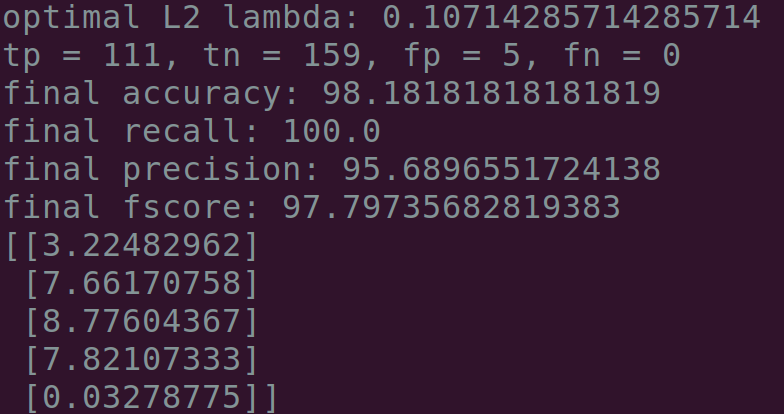 optimal L2 lambda: 0.10714285714285714
tp = 111, tn = 159, fp = 5, fn = 0
final accuracy: 98.18181818181819
final recall: 100.0
final precision: 95.6896551724138
final fscore: 97.79735682819383
[[3.22482962]
 [7.66170758]
 [8.77604367]
 [7.82107333]
 [0.03278775]]